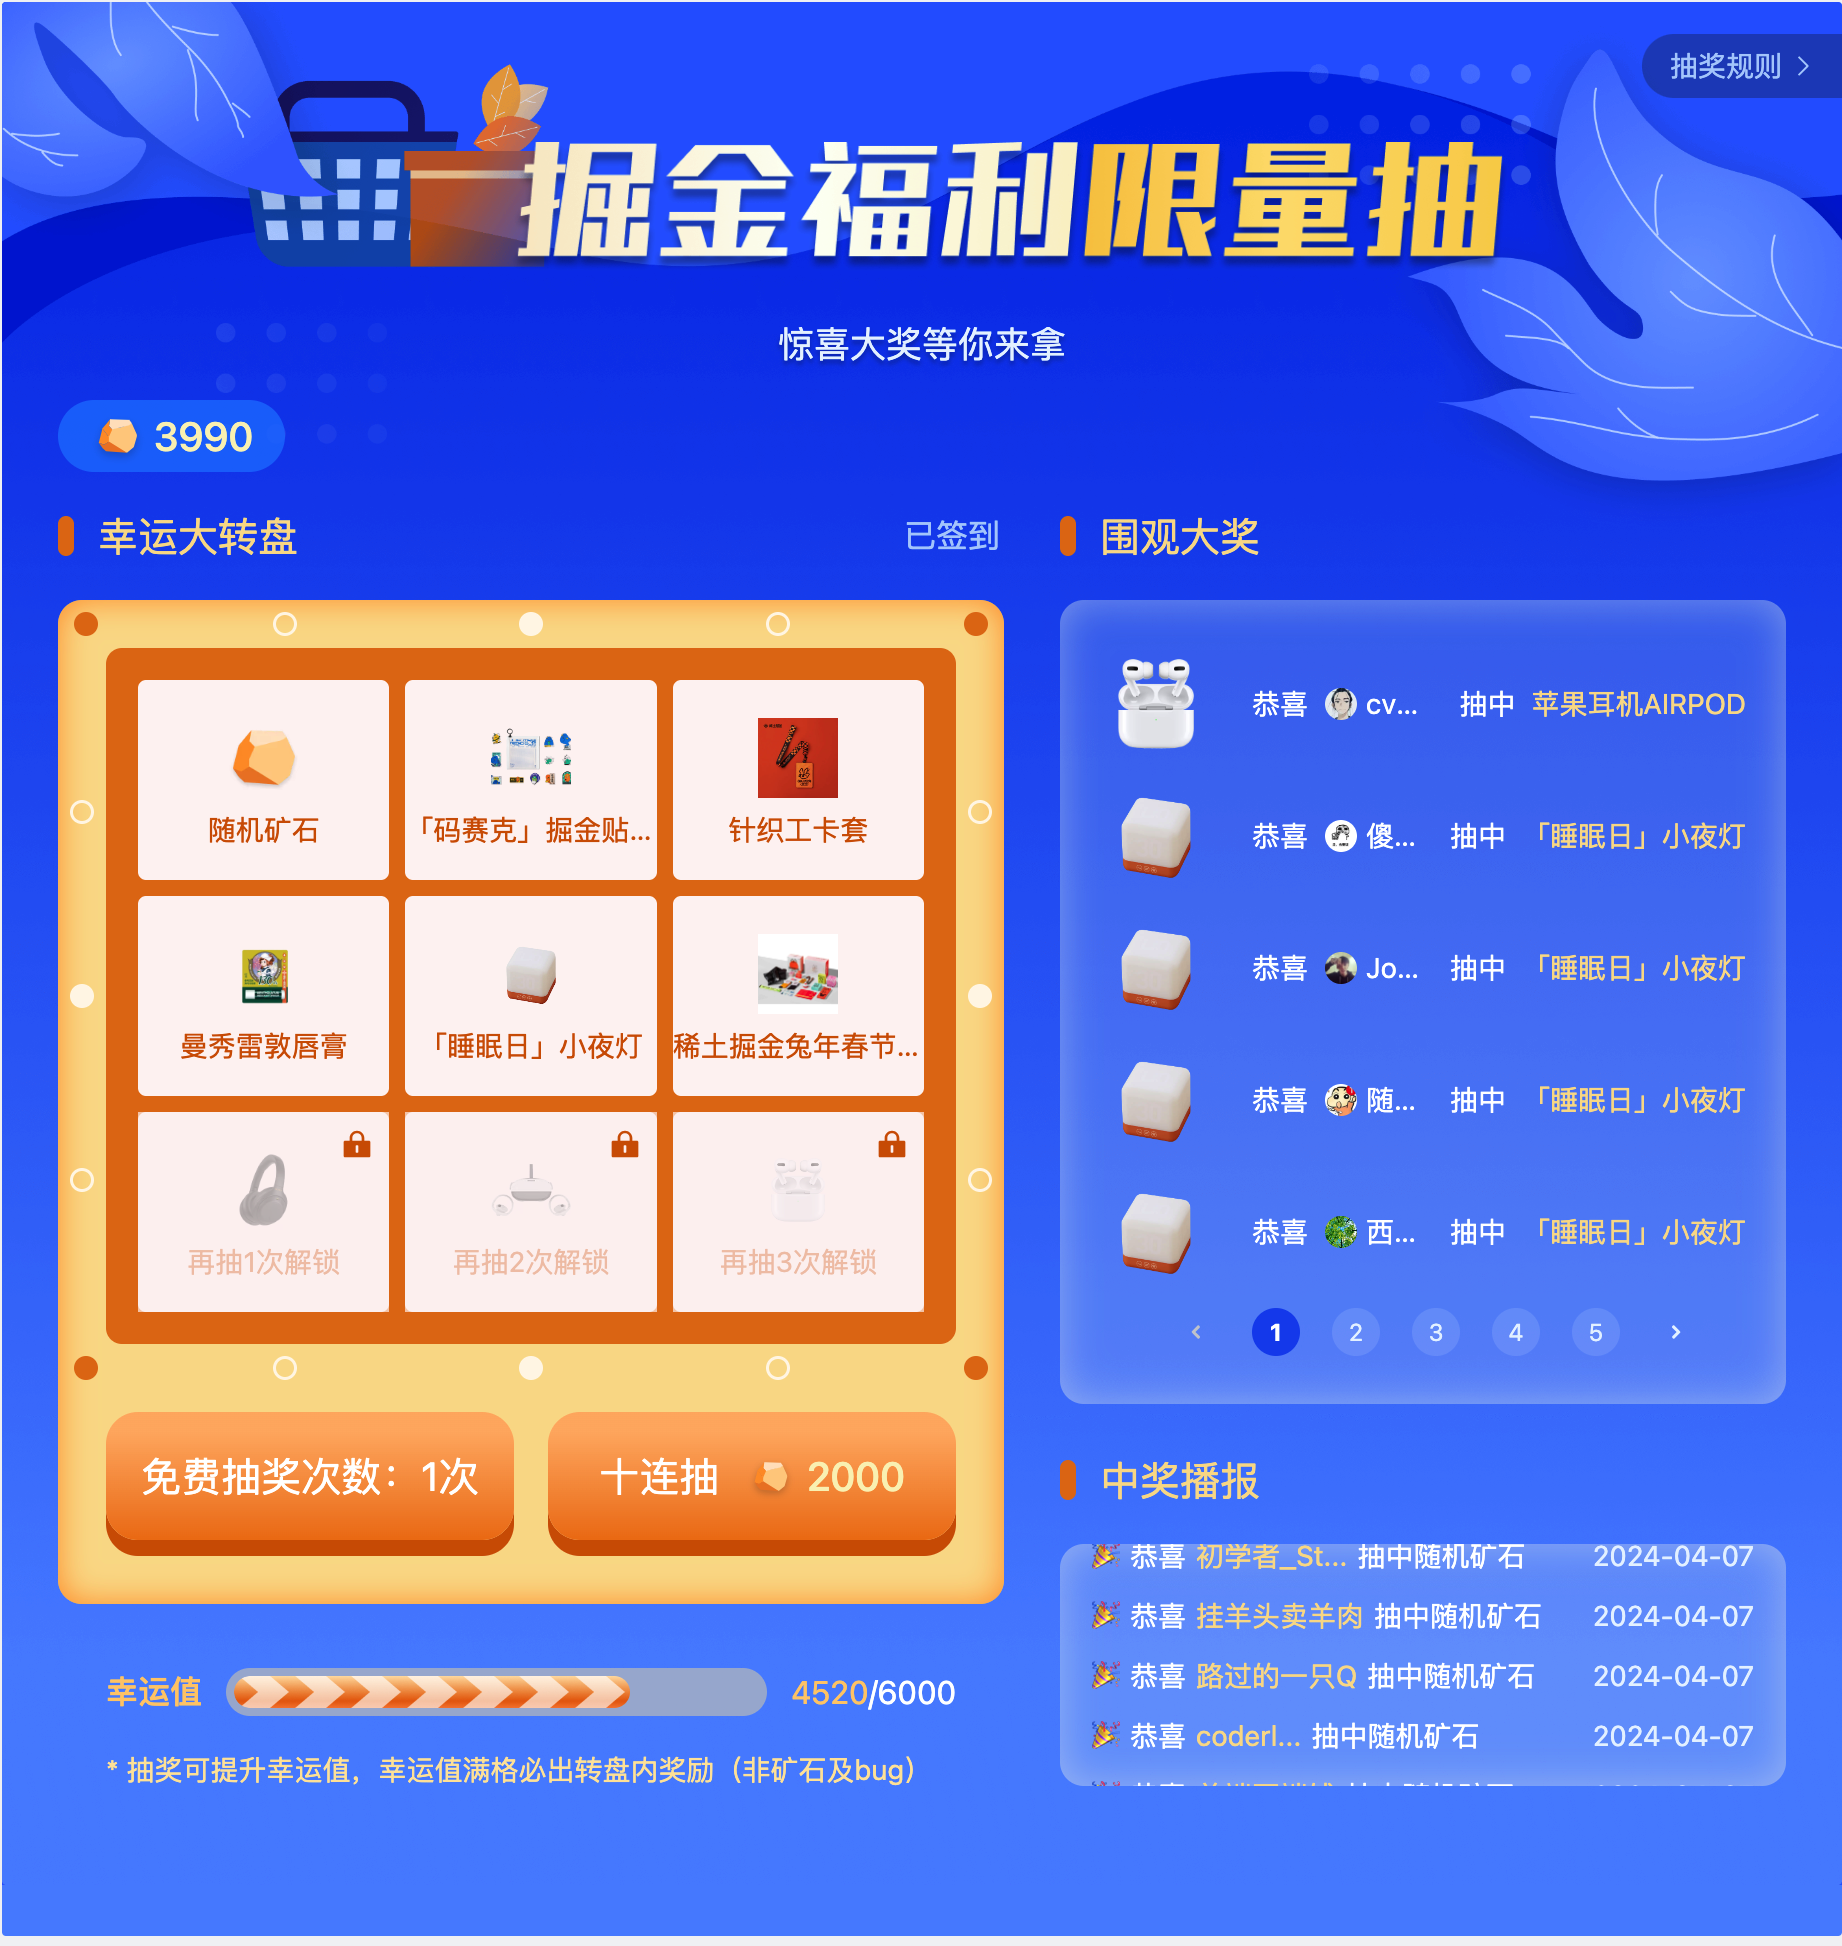 抽奖规则
掘金福利限量抽
惊喜大奖等你来拿
3990
幸运大转盘
已签到
随机矿石
「码赛克」掘金贴...
针织工卡套
曼秀雷敦唇膏
「睡眠日」小夜灯
稀土掘金兔年春节...
再抽1次解锁
再抽2次解锁
再抽3次解锁
免费抽奖次数：1次
十连抽 2000
幸运值 4520/6000
* 抽奖可提升幸运值，幸运值满格必出转盘内奖励（非矿石及bug）
围观大奖
恭喜 cv... 抽中 苹果耳机AIRPOD
恭喜 傻... 抽中 「睡眠日」小夜灯
恭喜 Jo... 抽中 「睡眠日」小夜灯
恭喜 随... 抽中 「睡眠日」小夜灯
恭喜 西... 抽中 「睡眠日」小夜灯
1 2 3 4 5
中奖播报
恭喜 初学者_St... 抽中随机矿石 2024-04-07
恭喜 挂羊头卖羊肉 抽中随机矿石 2024-04-07
恭喜 路过的一只Q 抽中随机矿石 2024-04-07
恭喜 coderl... 抽中随机矿石 2024-04-07